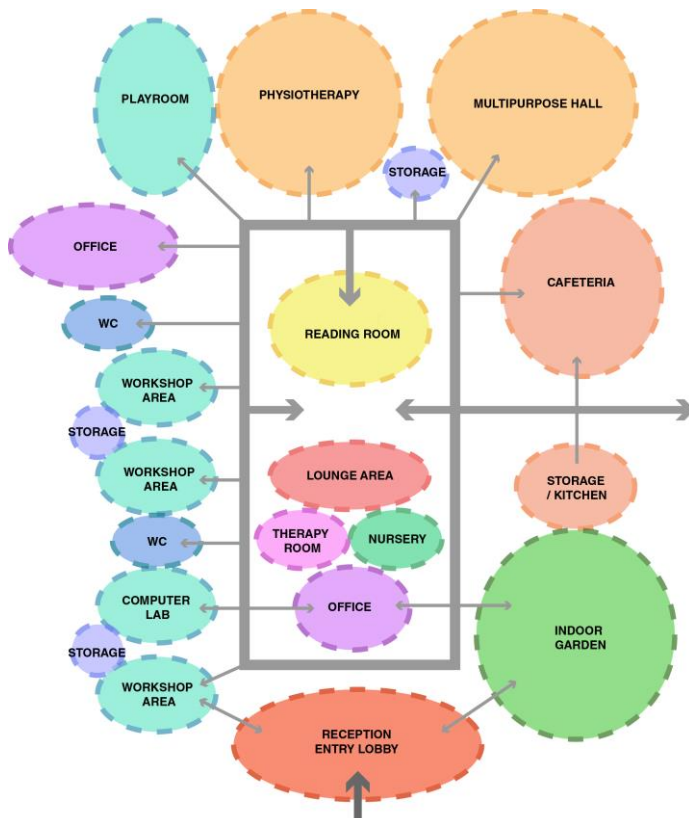 PLAYROOM
PHYSIOTHERAPY
MULTIPURPOSE HALL
STORAGE
OFFICE
CAFETERIA
WC
READING ROOM
WORKSHOP
AREA
STORAGE
WORKSHOP
AREA
LOUNGE AREA
STORAGE
/ KITCHEN
WC
THERAPY
ROOM
NURSERY
COMPUTER
LAB
OFFICE
INDOOR
GARDEN
STORAGE
WORKSHOP
AREA
RECEPTION
ENTRY LOBBY